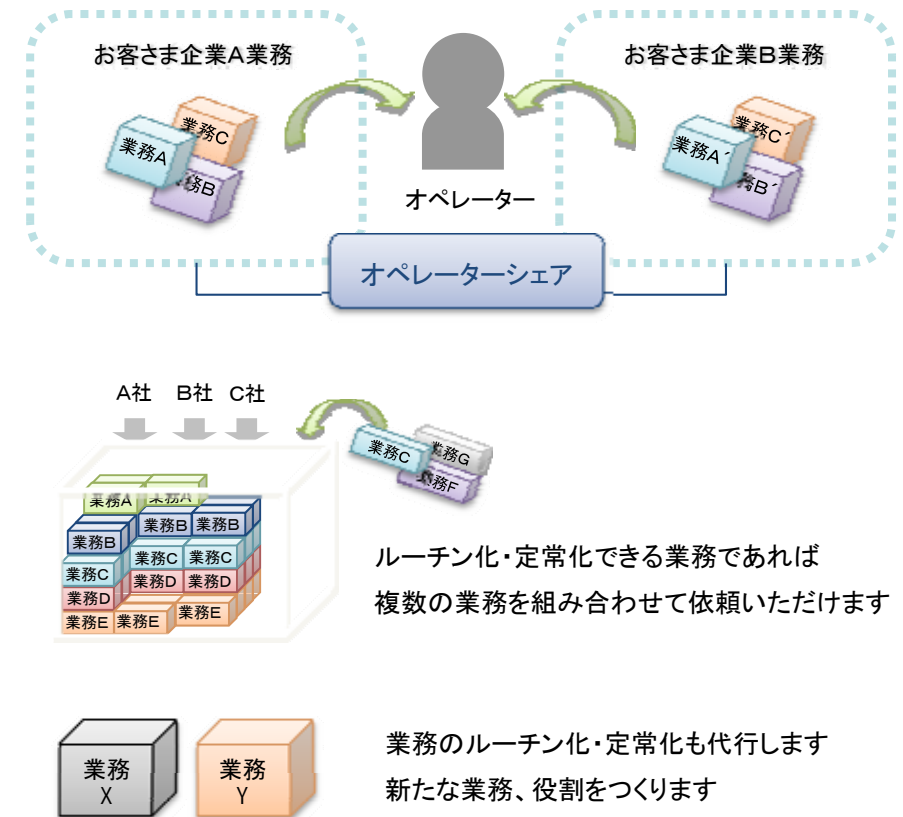 お客さま企業A業務
お客さま企業B業務
業務C
業務A
業務B
業務C´
業務A´
業務B´
オペレーター
オペレーターシェア
A社 B社 C社
業務C
業務G
業務F
業務A 業務A
業務B 業務B 業務B
業務C 業務C 業務C
業務D 業務D 業務D
業務E 業務E 業務E
ルーチン化・定常化できる業務であれば
複数の業務を組み合わせて依頼いただけます
業務
X
業務
Y
業務のルーチン化・定常化も代行します
新たな業務、役割をつくります